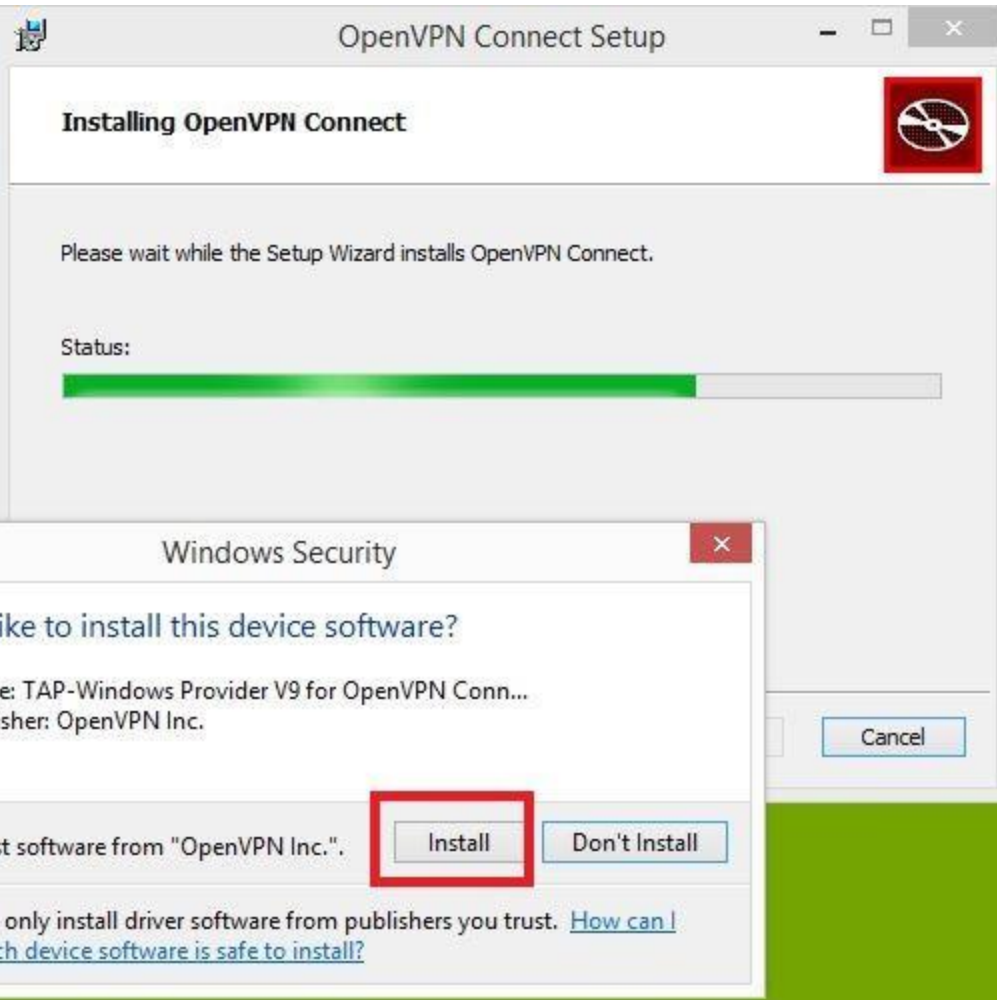 OpenVPN Connect Setup
Installing OpenVPN Connect
Please wait while the Setup Wizard installs OpenVPN Connect.
Status:
Windows Security
ike to install this device software?
e: TAP-Windows Provider V9 for OpenVPN Conn...
sher: OpenVPN Inc.
Cancel
st software from "OpenVPN Inc.". Install Don't Install
only install driver software from publishers you trust. How can I
ch device software is safe to install?